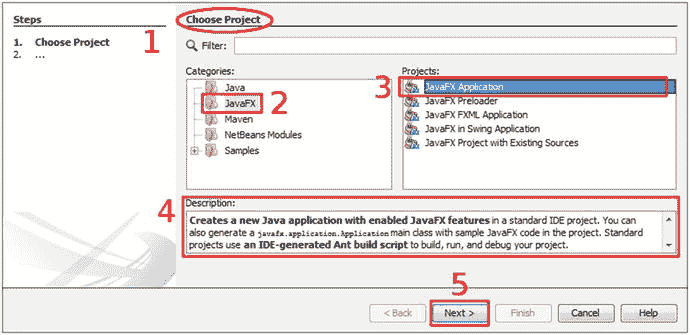 Steps
1. Choose Project
2. ...
1
Choose Project
Filter:
Categories:
Java
JavaFX
2
Maven
NetBeans Modules
Samples
Projects:
3
JavaFX Application
JavaFX Preloader
JavaFX FXML Application
JavaFX in Swing Application
JavaFX Project with Existing Sources
4
Description:
Creates a new Java application with enabled JavaFX features in a standard IDE project. You can
also generate a javafx.application.Application main class with sample JavaFX code in the project. Standard
projects use an IDE-generated Ant build script to build, run, and debug your project.
5
< Back
Next >
Finish
Cancel
Help